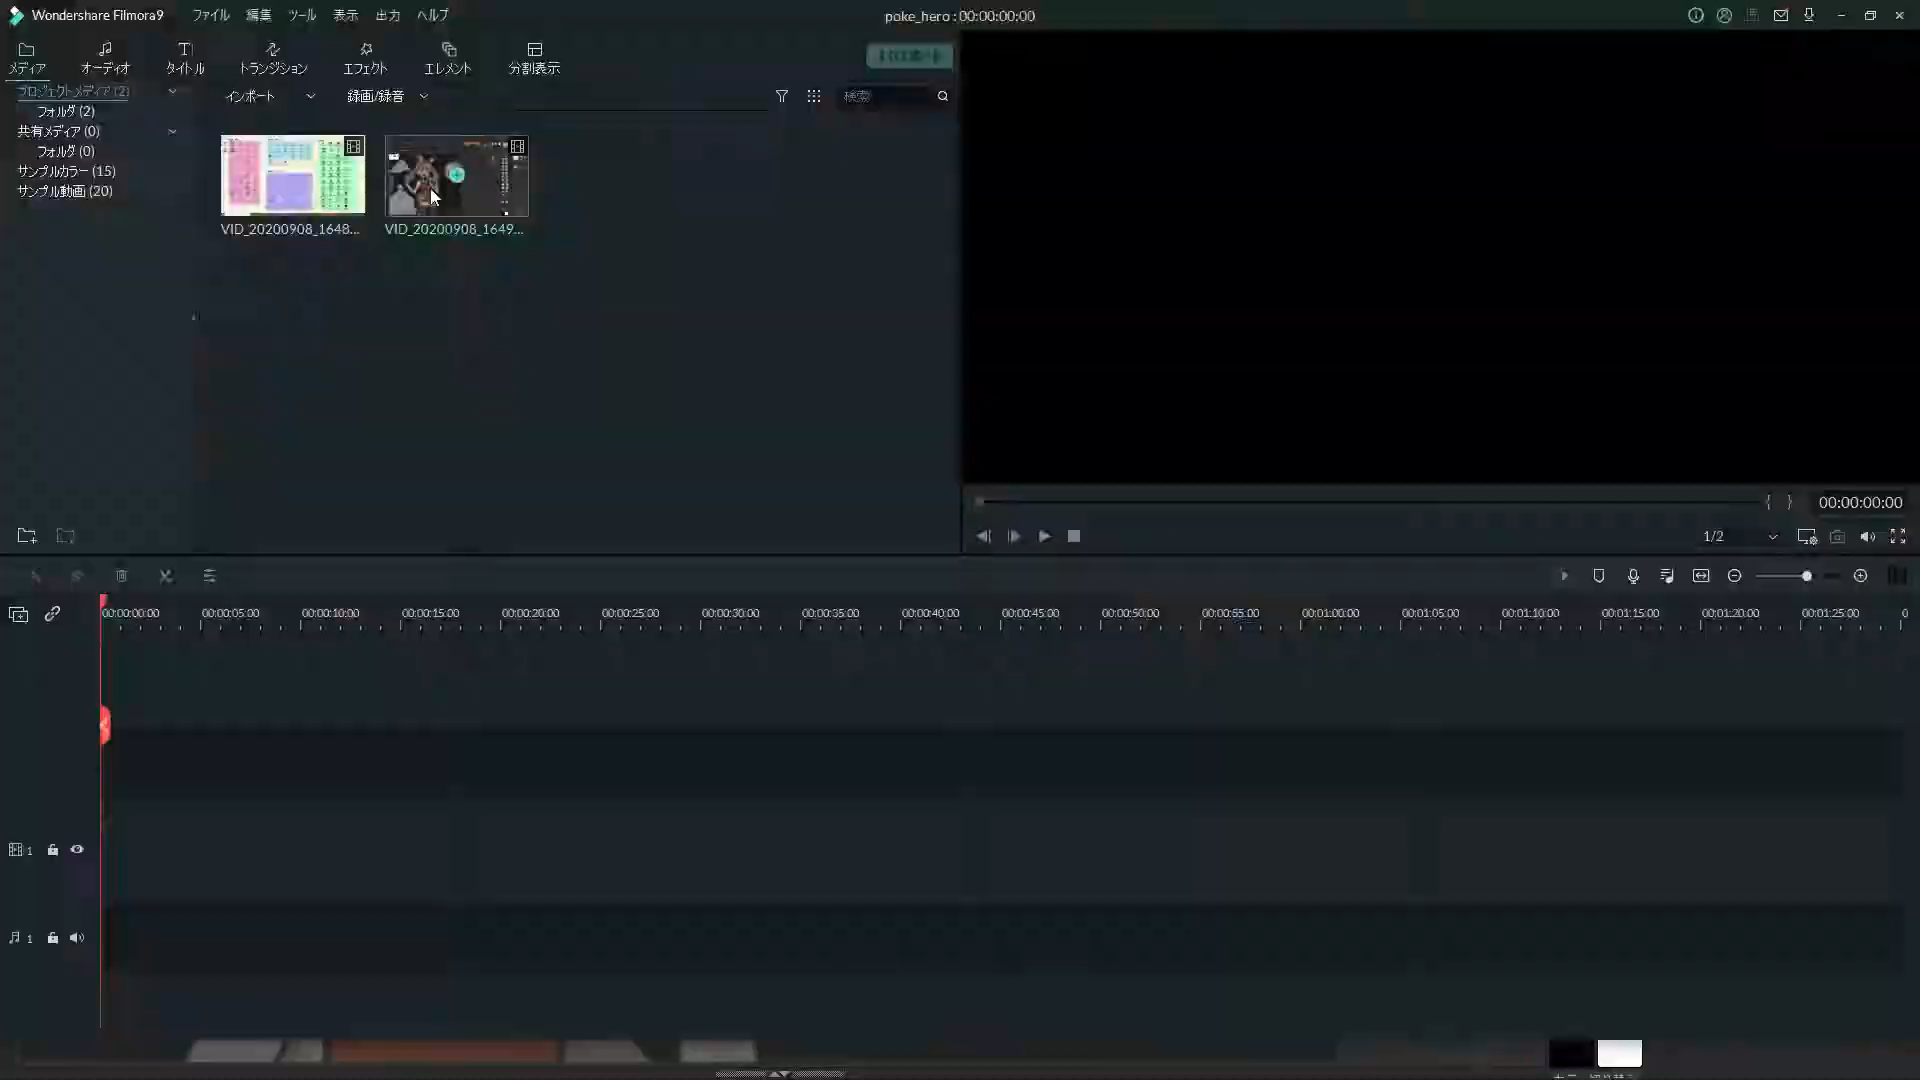 Wondershare Filmora9 ファイル 編集 ツール 表示 出力 ヘルプ poke_hero : 00:00:00:00
メディア オーディオ タイトル トランジション エフェクト エレメント 分割表示
プロジェクトメディア (2) インポート 録画/録音 検索
フォルダ (2)
共有メディア (0)
フォルダ (0)
サンプルカラー (15)
サンプル動画 (20)
VID_20200908_1648... VID_20200908_1649...
00:00:00:00
1/2
00:00:00:00 00:00:05:00 00:00:10:00 00:00:15:00 00:00:20:00 00:00:25:00 00:00:30:00 00:00:35:00 00:00:40:00 00:00:45:00 00:00:50:00 00:00:55:00 00:01:00:00 00:01:05:00 00:01:10:00 00:01:15:00 00:01:20:00 00:01:25:00 0
1
1